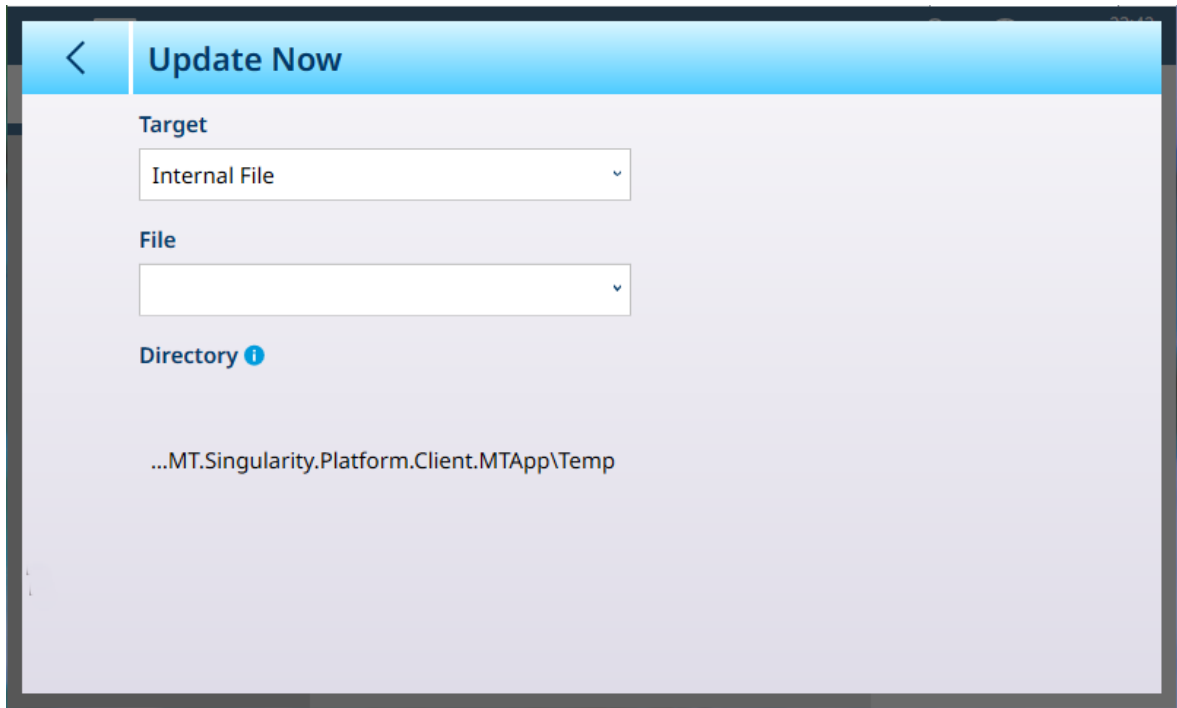 Update Now
Target
Internal File
File
Directory
...MT.Singularity.Platform.Client.MTApp\Temp